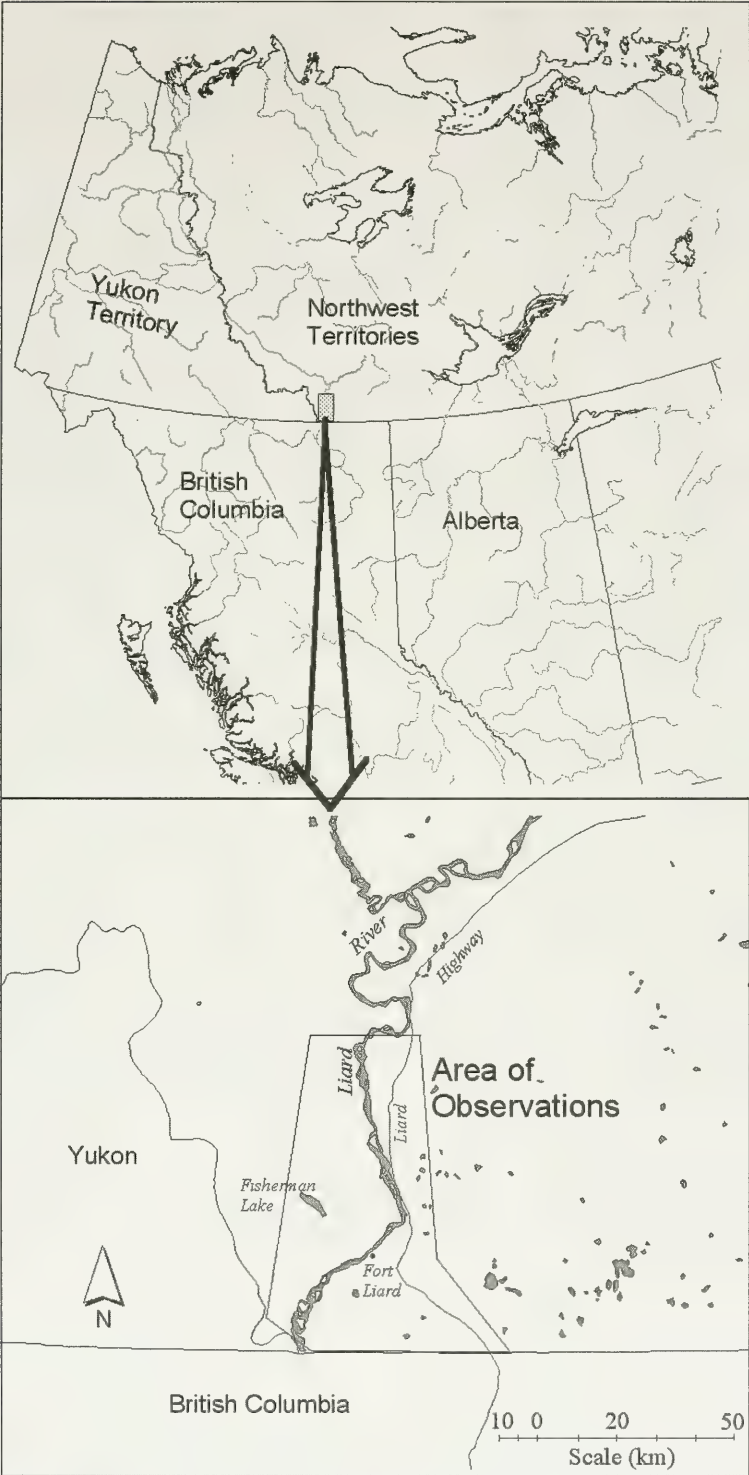 Yukon
Territory
Northwest
Territories
British
Columbia
Alberta
River
Highway
Liard
Area of
Observations
Liard
Yukon
Fisherman
Lake
Fort
Liard
N
British Columbia
10 0 20 50
Scale (km)